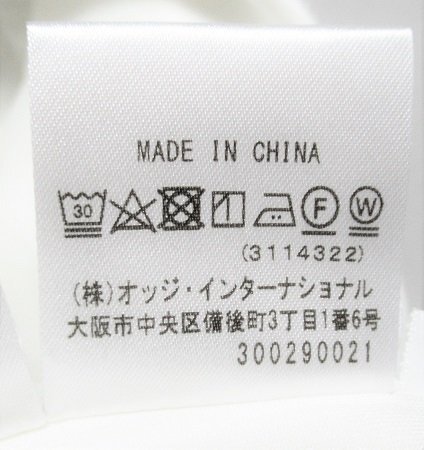 MADE IN CHINA
30 F W
(3114322)
(株)オッジ・インターナショナル
大阪市中央区備後町3丁目1番6号
300290021